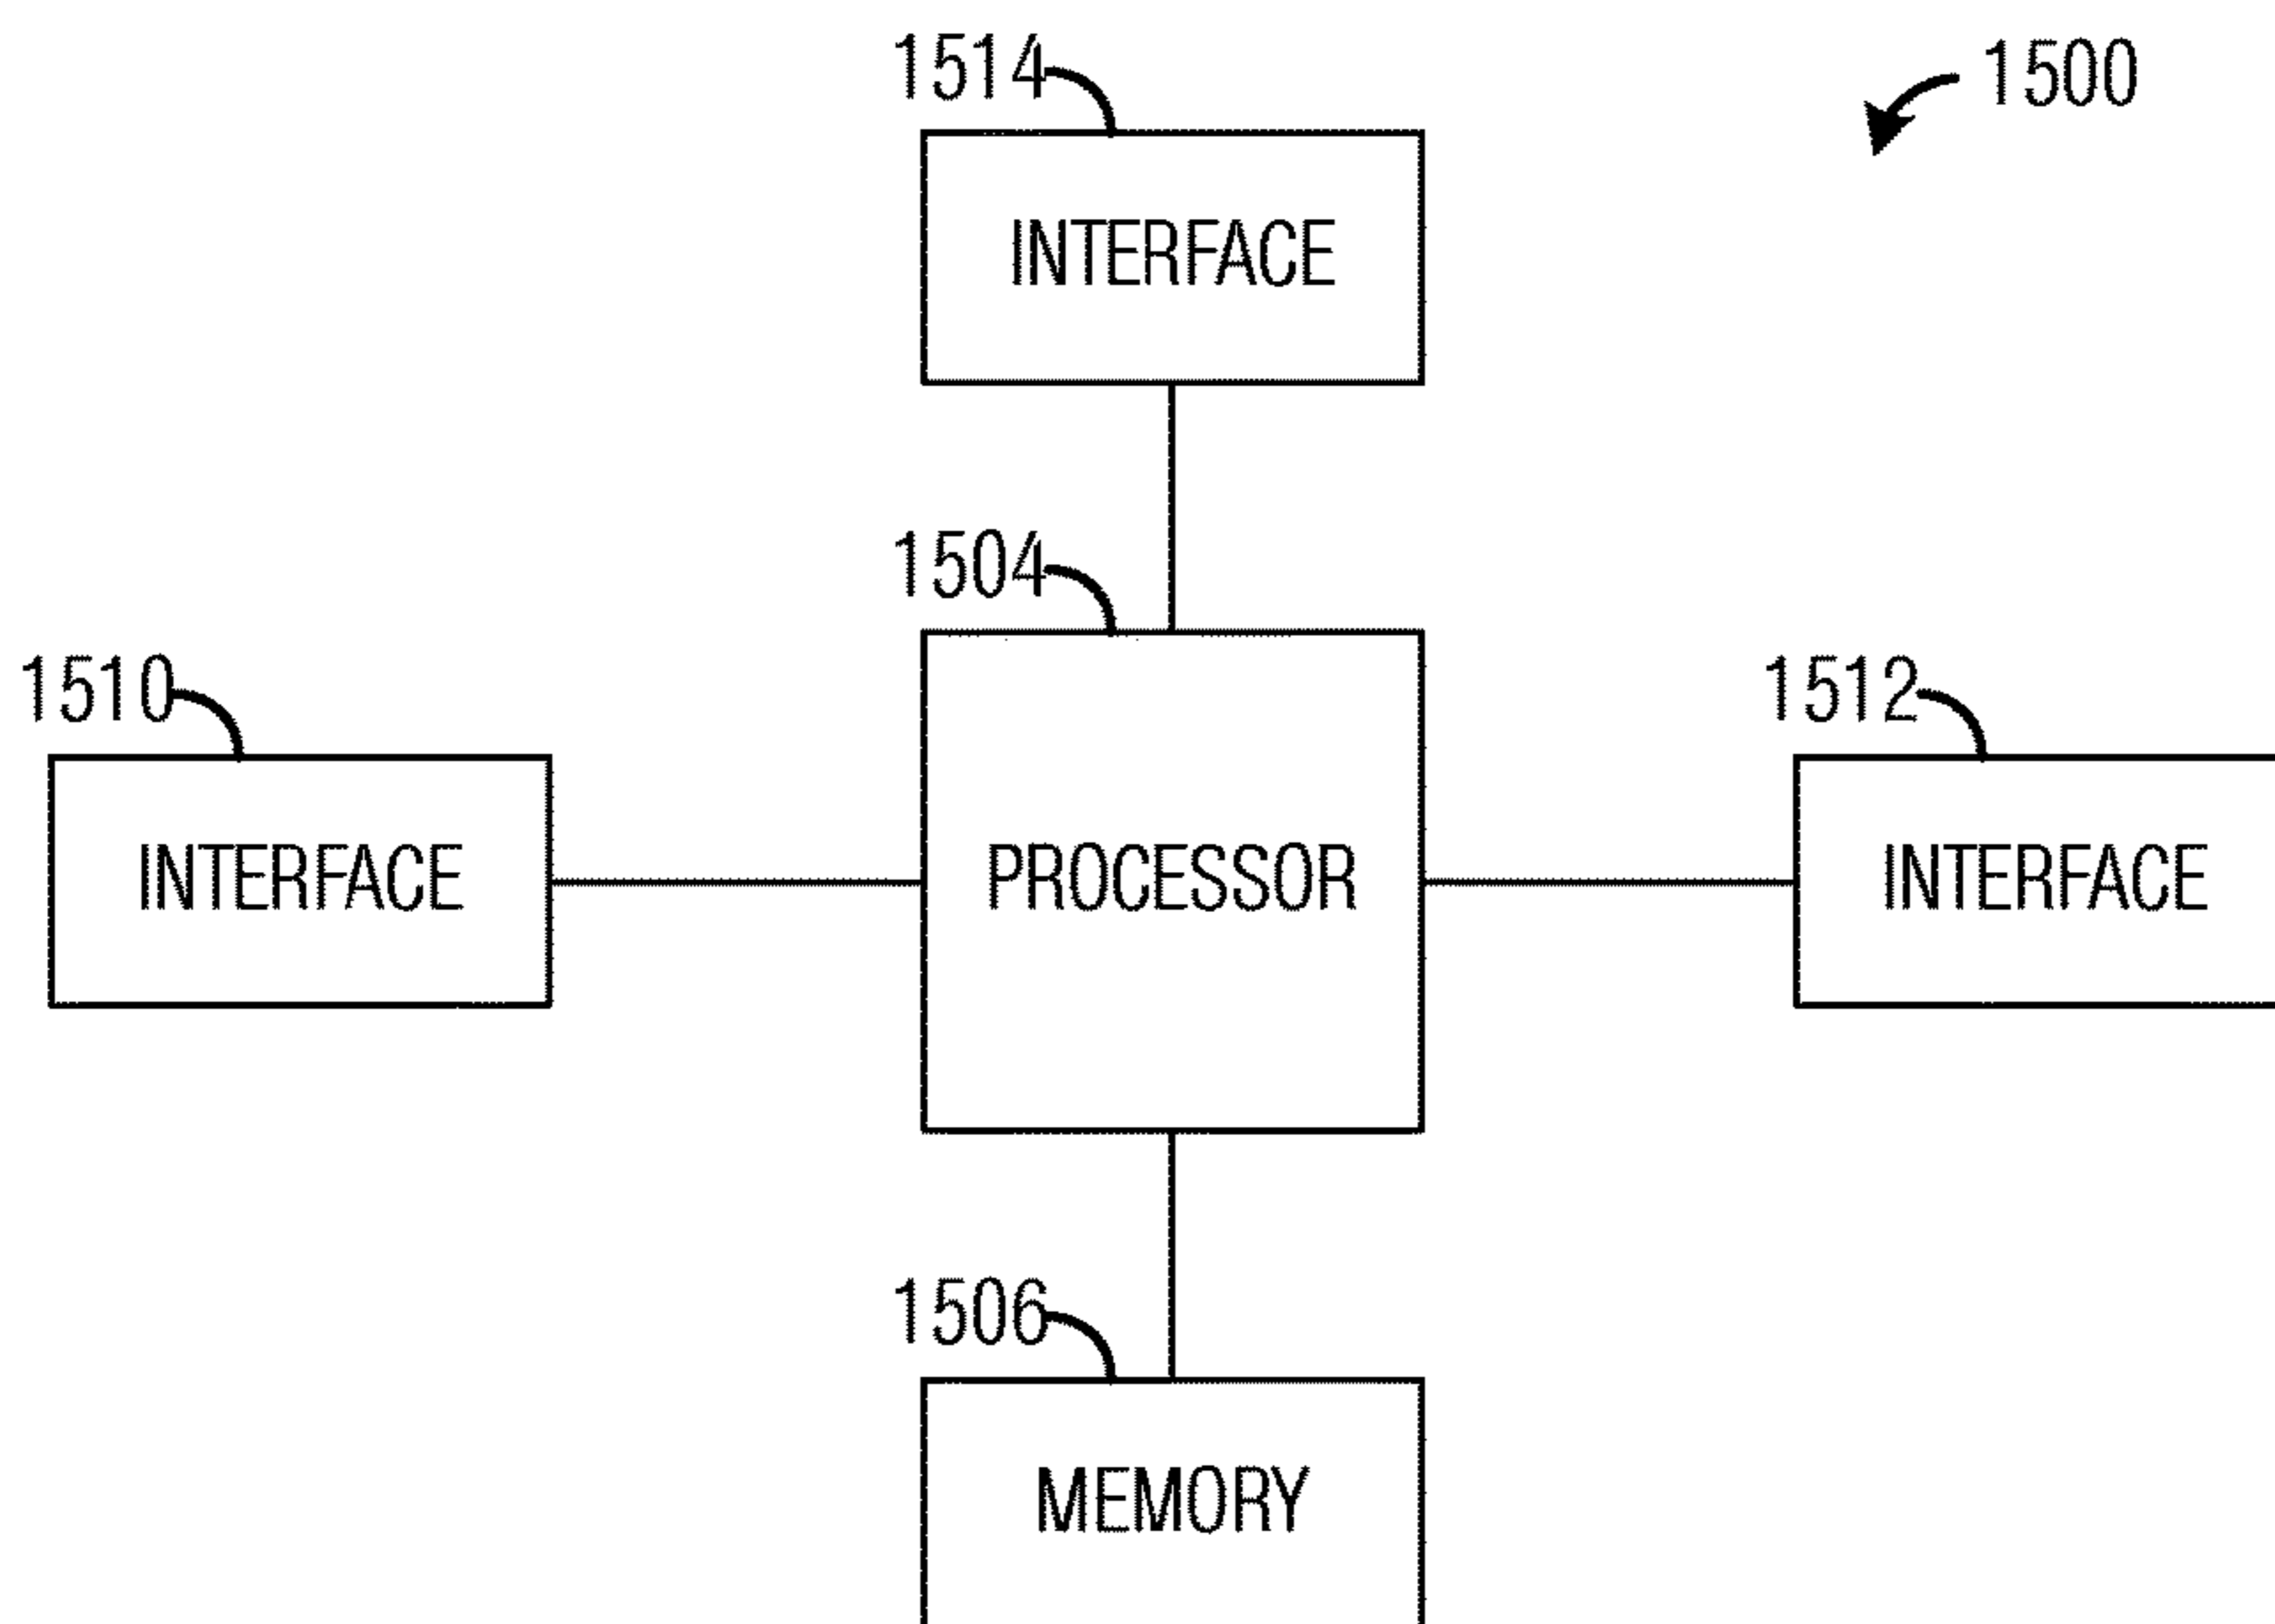 1514
1500
INTERFACE
1504
1510
1512
INTERFACE
PROCESSOR
INTERFACE
1506
MEMORY